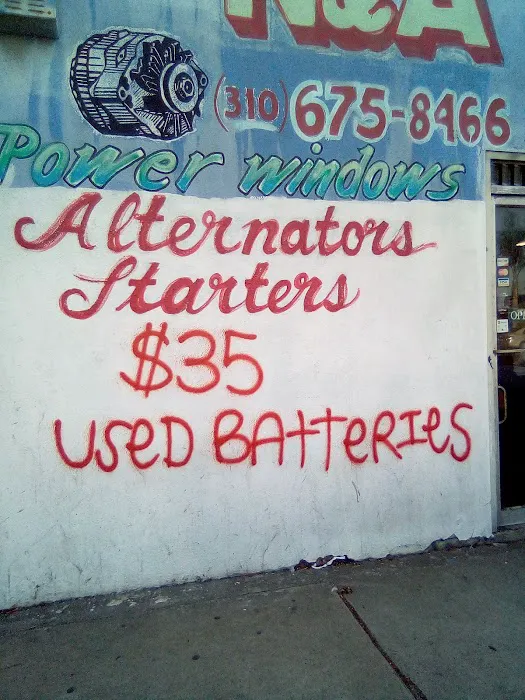 N&A
(310) 675-8466
Power windows
Alternators
Starters
$35
USED BATTERIES